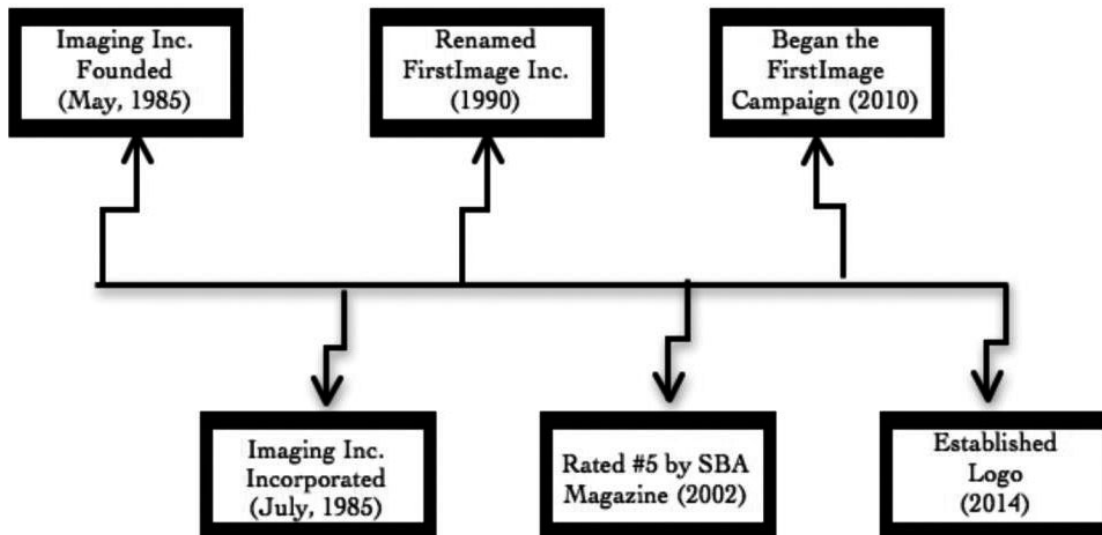 Imaging Inc.
Founded
(May, 1985)
Renamed
FirstImage Inc.
(1990)
Began the
FirstImage
Campaign (2010)
Imaging Inc.
Incorporated
(July, 1985)
Rated #5 by SBA
Magazine (2002)
Established
Logo
(2014)